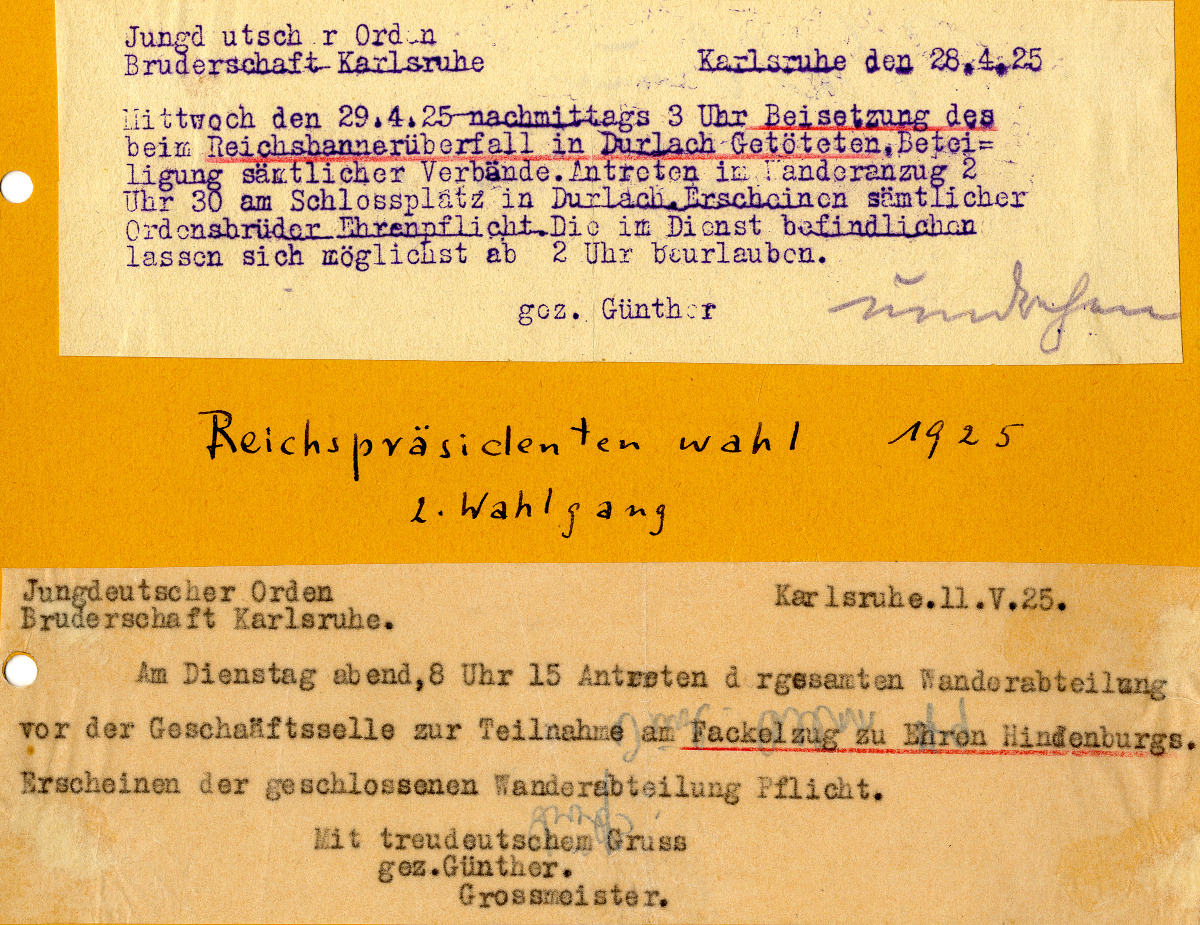 Jungd utsch r Orden
Bruderschaft Karlsruhe Karlsruhe den 28.4.25
Mittwoch den 29.4.25 nachmittags 3 Uhr Beisetzung des
beim Reichsbannerüberfall in Durlach Getöteten.Betei=
ligung sämtlicher Verbände.Antreten im Wanderanzug 2
Uhr 30 am Schlossplatz in Durlach.Erscheinen sämtlicher
Ordensbrüder Ehrenpflicht.Die im Dienst befindlichen
lassen sich möglichst ab 2 Uhr beurlauben.
gez. Günther
umdrehen
Reichspräsidenten wahl 1925
2. Wahlgang
Jungdeutscher Orden Karlsruhe.11.V.25.
Bruderschaft Karlsruhe.
Am Dienstag abend,8 Uhr 15 Antreten d rgesamten Wanderabteilung
vor der Geschaäftsselle zur Teilnahme am Fackelzug zu Ehren Hindenburgs.
Erscheinen der geschlossenen Wanderabteilung Pflicht.
Mit treudeutschem Gruss
gez.Günther.
Grossmeister.